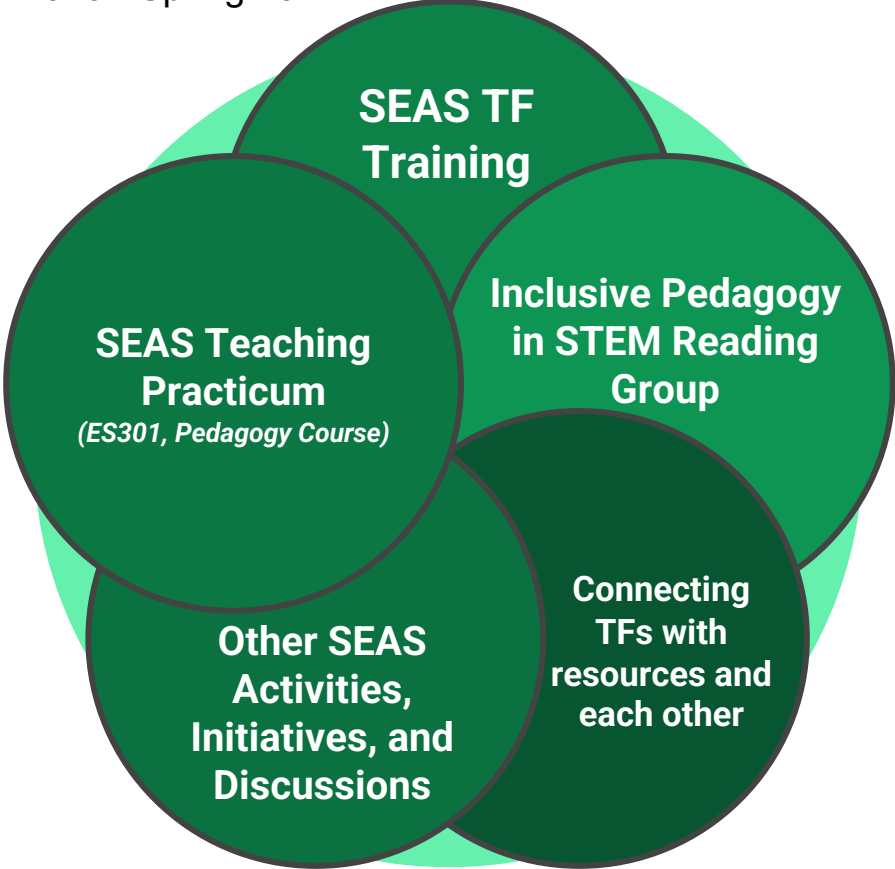 SEAS TF
Training
Inclusive Pedagogy
in STEM Reading
Group
SEAS Teaching
Practicum
(ES301, Pedagogy Course)
Connecting
TFs with
resources and
each other
Other SEAS
Activities,
Initiatives, and
Discussions